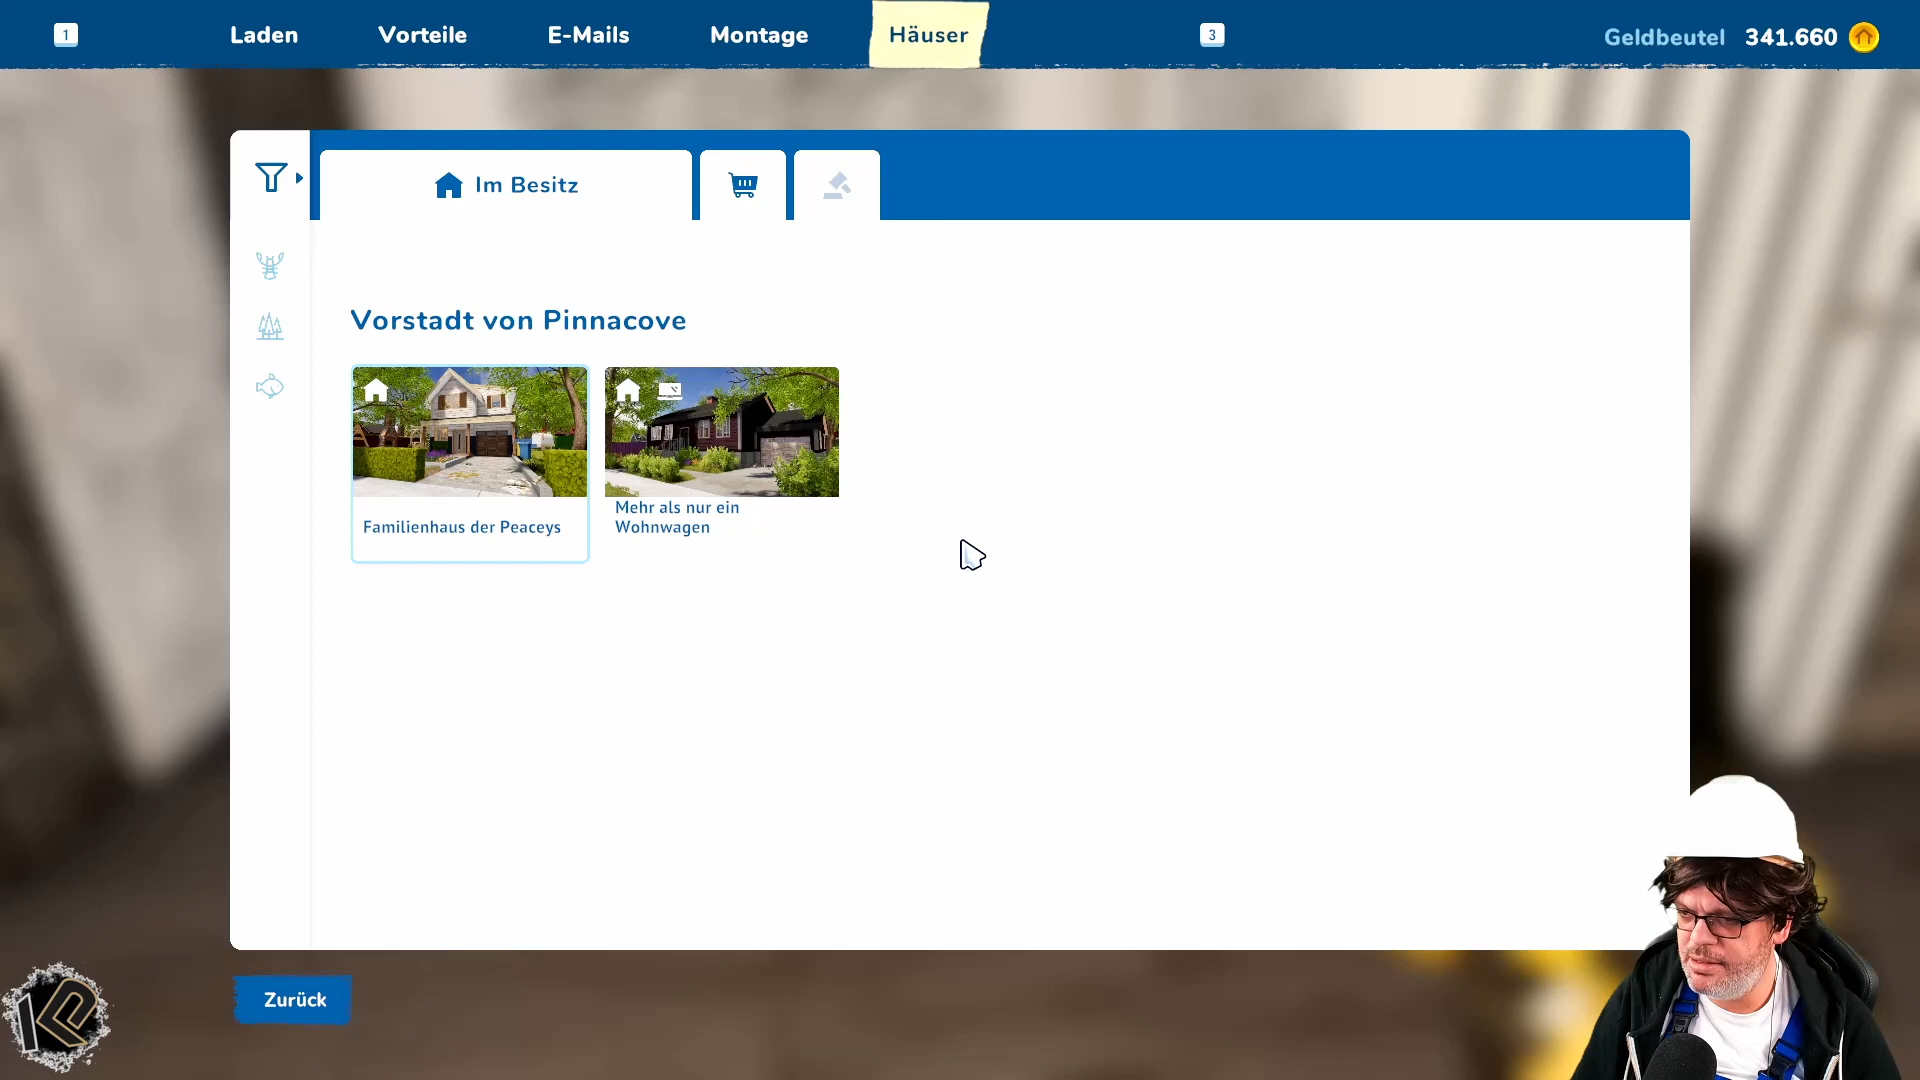 1
Laden
Vorteile
E-Mails
Montage
Häuser
3
Geldbeutel 341.660
Im Besitz
Vorstadt von Pinnacove
Familienhaus der Peaceys
Mehr als nur ein
Wohnwagen
Zurück